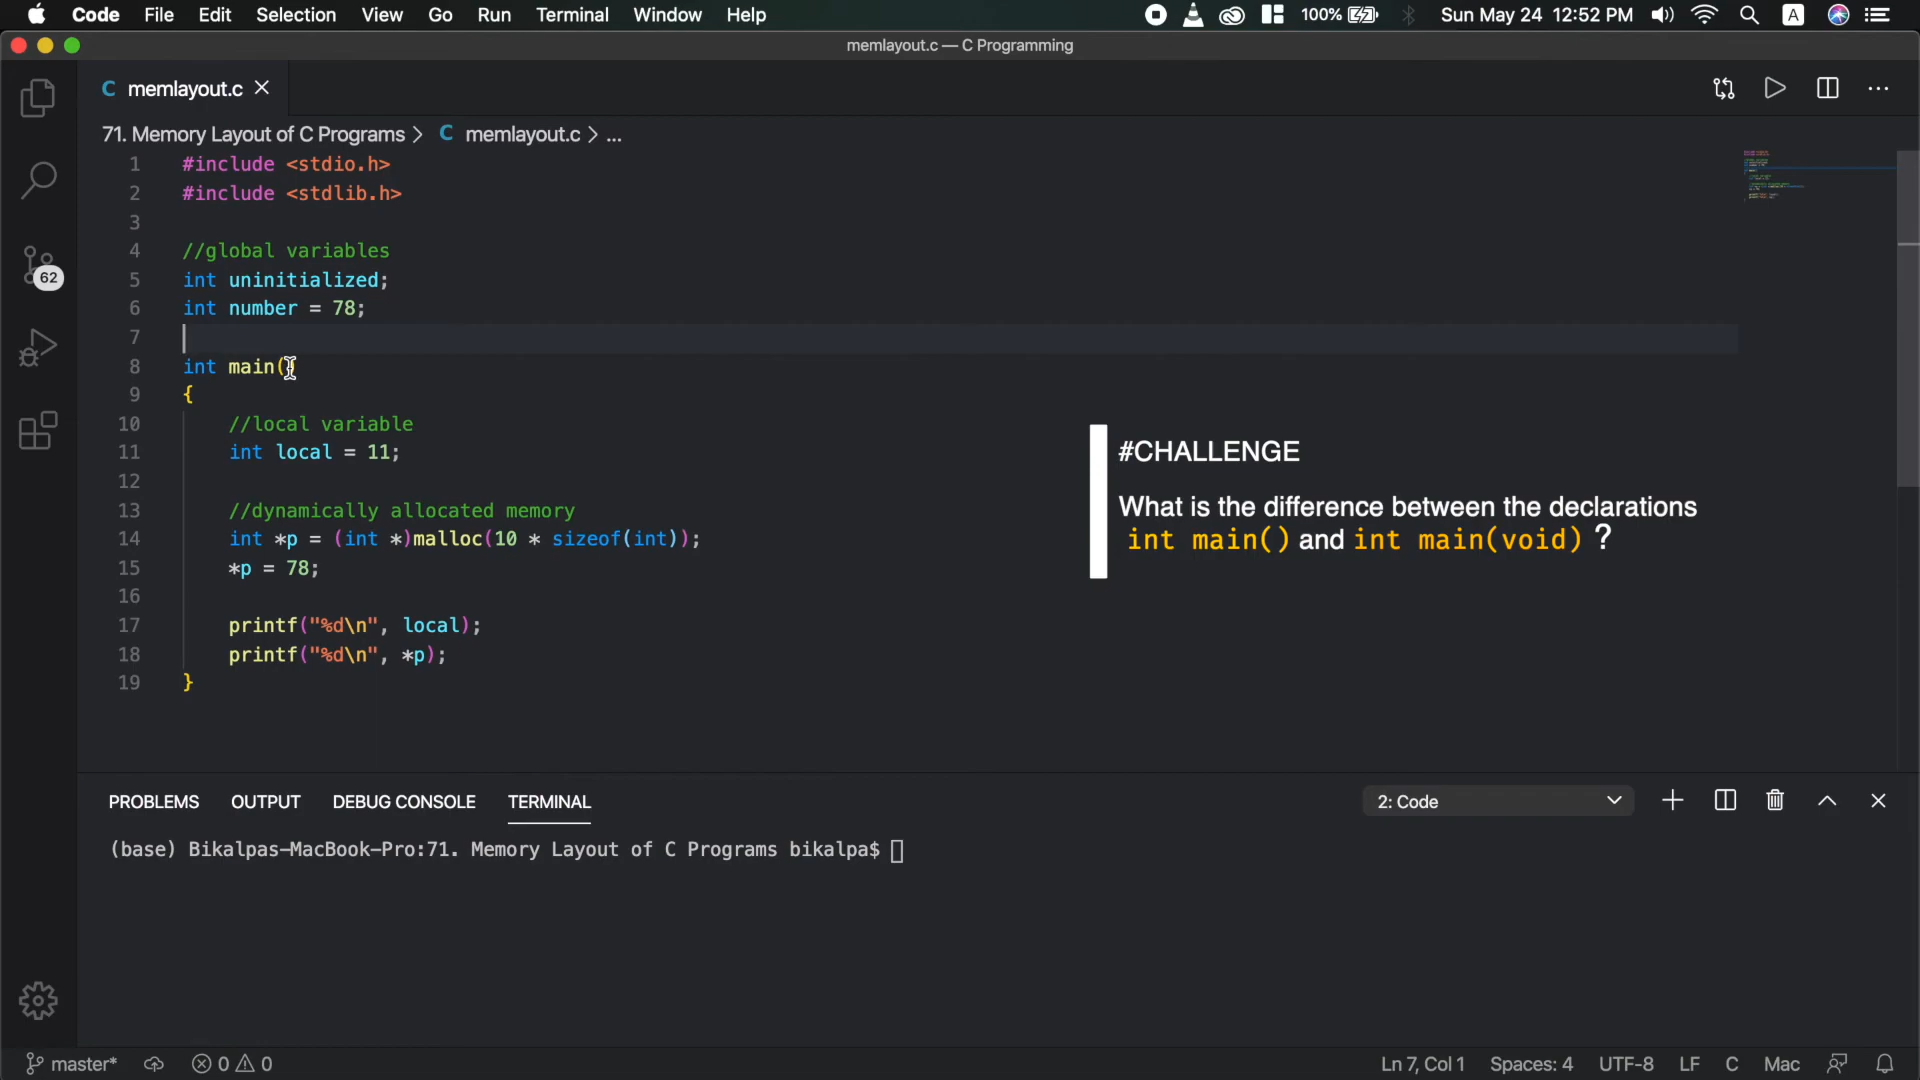 Code File Edit Selection View Go Run Terminal Window Help 100% Sun May 24 12:52 PM A
memlayout.c — C Programming
C memlayout.c
71. Memory Layout of C Programs > C memlayout.c > ...
1 #include <stdio.h>
2 #include <stdlib.h>
3
4 //global variables
5 int uninitialized;
6 int number = 78;
7
8 int main()
9 {
10 //local variable
11 int local = 11;
12
13 //dynamically allocated memory
14 int *p = (int *)malloc(10 * sizeof(int));
15 *p = 78;
16
17 printf("%d\n", local);
18 printf("%d\n", *p);
19 }
#CHALLENGE
What is the difference between the declarations
int main() and int main(void) ?
62
PROBLEMS OUTPUT DEBUG CONSOLE TERMINAL 2: Code
(base) Bikalpas-MacBook-Pro:71. Memory Layout of C Programs bikalpa$
master* 0 0 Ln 7, Col 1 Spaces: 4 UTF-8 LF C Mac